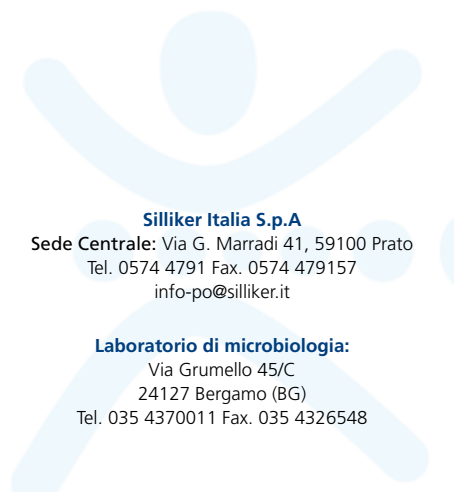 Silliker Italia S.p.A
Sede Centrale: Via G. Marradi 41, 59100 Prato
Tel. 0574 4791 Fax. 0574 479157
info-po@silliker.it
Laboratorio di microbiologia:
Via Grumello 45/C
24127 Bergamo (BG)
Tel. 035 4370011 Fax. 035 4326548